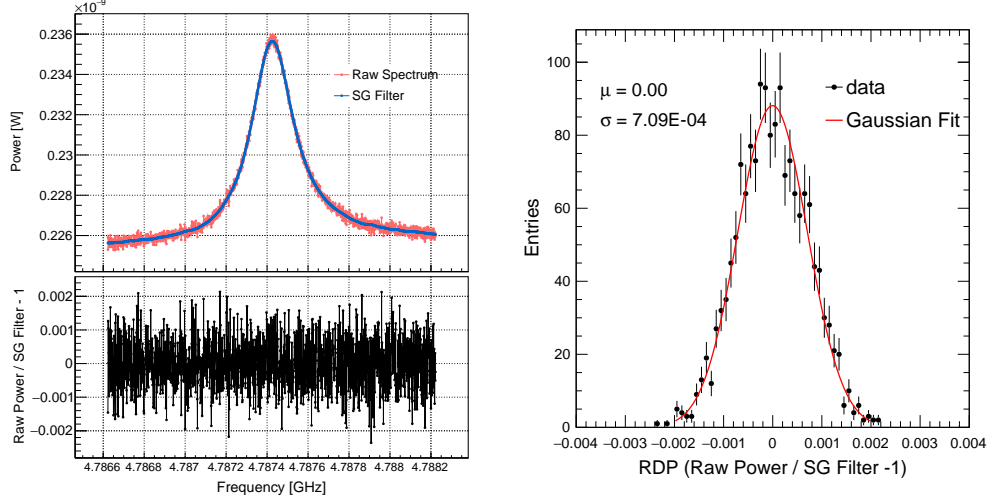 ×10⁻⁹
0.236
0.234
0.232
0.23
0.228
0.226
Power [W]
Raw Spectrum
SG Filter
0.002
0.001
0
−0.001
−0.002
Raw Power / SG Filter - 1
4.7866 4.7868 4.787 4.7872 4.7874 4.7876 4.7878 4.788 4.7882
Frequency [GHz]
100
80
60
40
20
0
Entries
μ = 0.00
σ = 7.09E-04
data
Gaussian Fit
−0.004 −0.003 −0.002 −0.001 0 0.001 0.002 0.003 0.004
RDP (Raw Power / SG Filter -1)